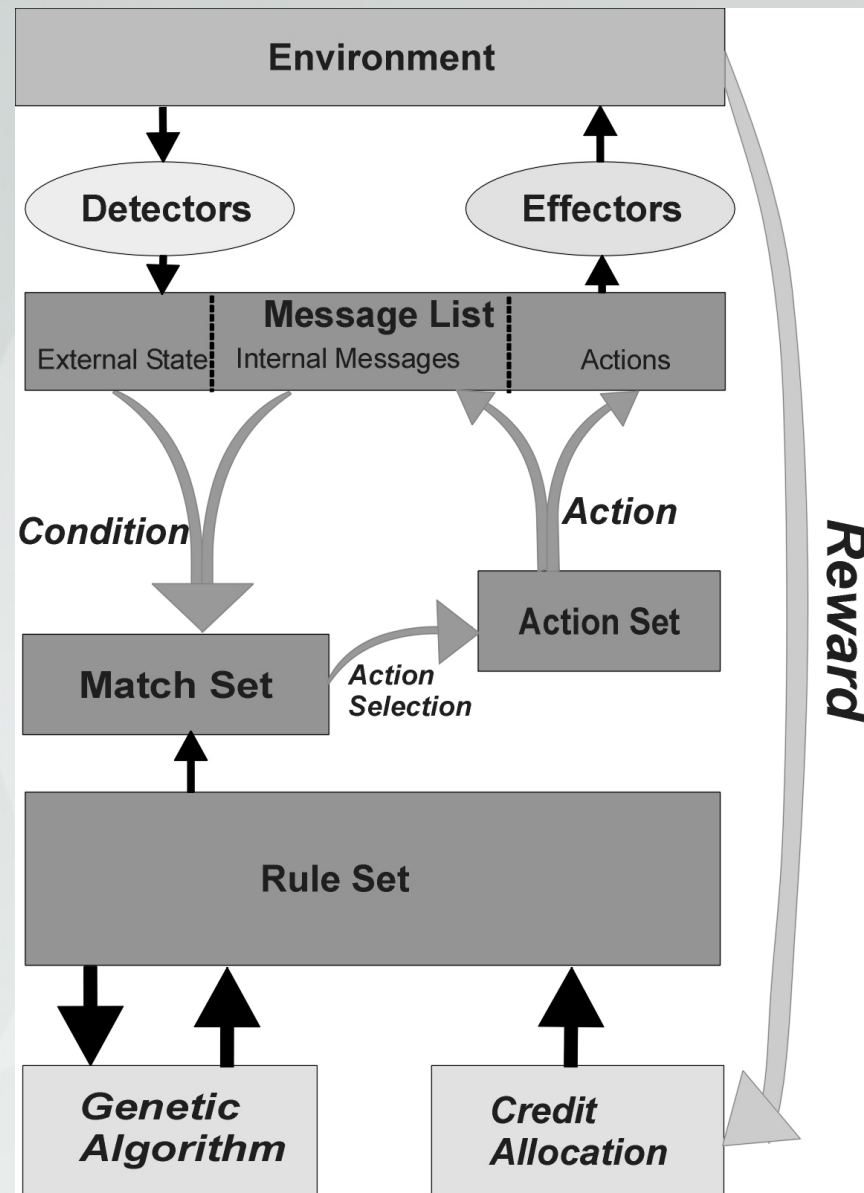 Environment
Detectors
Effectors
Message List
External State
Internal Messages
Actions
Condition
Action
Action Set
Match Set
Action
Selection
Reward
Rule Set
Genetic
Algorithm
Credit
Allocation